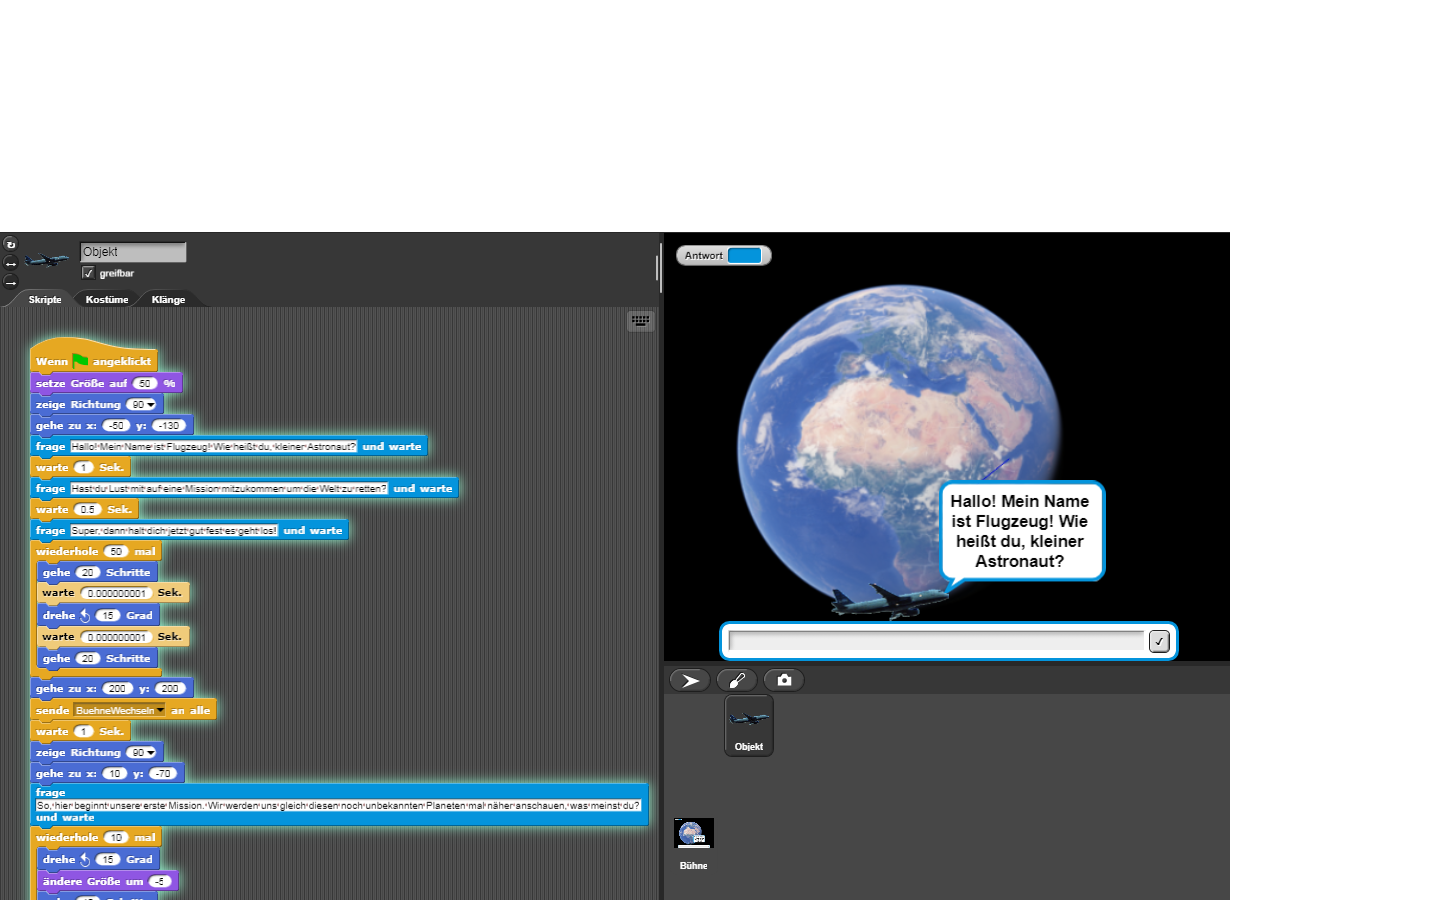 Objekt
greifbar
Skripte Kostüme Klänge
Wenn angeklickt
setze Größe auf 50 %
zeige Richtung 90
gehe zu x: -50 y: -130
frage Hallo! Mein Name ist Flugzeug! Wie heißt du, kleiner Astronaut? und warte
warte 1 Sek.
frage Hast du Lust mit auf eine Mission mitzukommen um die Welt zu retten? und warte
warte 0.5 Sek.
frage Super, dann halt dich jetzt gut fest es geht los! und warte
wiederhole 50 mal
gehe 20 Schritte
warte 0.000000001 Sek.
drehe 15 Grad
warte 0.000000001 Sek.
gehe 20 Schritte
gehe zu x: 200 y: 200
sende BuehneWechseln an alle
warte 1 Sek.
zeige Richtung 90
gehe zu x: 10 y: -70
frage
So, hier beginnt unsere erste Mission. Wir werden uns gleich diesen noch unbekannten Planeten mal näher anschauen, was meinst du?
und warte
wiederhole 10 mal
drehe 15 Grad
ändere Größe um -5
Antwort
Hallo! Mein Name
ist Flugzeug! Wie
heißt du, kleiner
Astronaut?
Objekt
Bühne